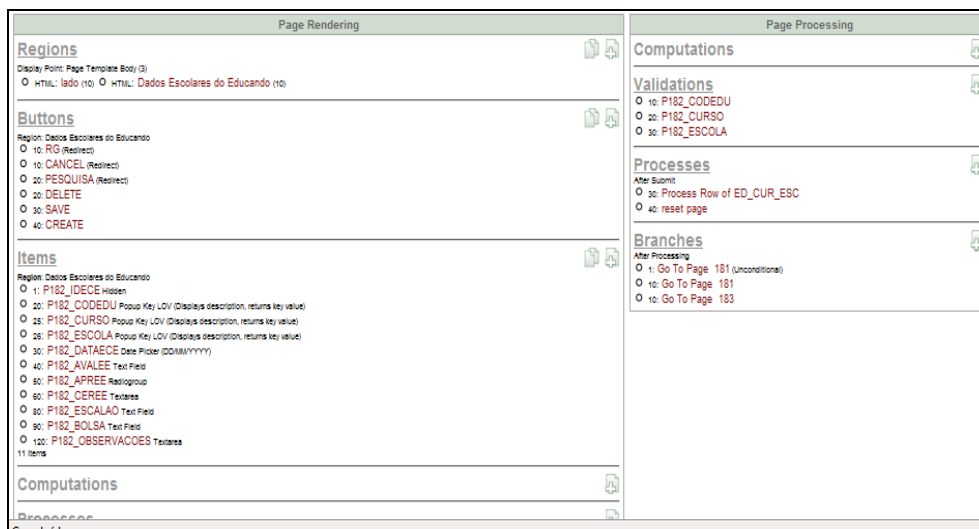 Page Rendering
Regions
Display Point: Page Template Body (3)
HTML: lado (10) HTML: Dados Escolares do Educando (10)
Buttons
Region: Dados Escolares do Educando
10: RG (Redirect)
10: CANCEL (Redirect)
20: PESQUISA (Redirect)
20: DELETE
30: SAVE
40: CREATE
Items
Region: Dados Escolares do Educando
1: P182_IDECE Hidden
20: P182_CODEDU Popup Key LOV (Displays description, returns key value)
25: P182_CURSO Popup Key LOV (Displays description, returns key value)
26: P182_ESCOLA Popup Key LOV (Displays description, returns key value)
30: P182_DATAECE Date Picker (DD/MM/YYYY)
40: P182_AVALEE Text Field
50: P182_APREE Radiogroup
60: P182_CEREE Textarea
80: P182_ESCALAO Text Field
90: P182_BOLSA Text Field
120: P182_OBSERVACOES Textarea
11 Items
Computations
Processes
Page Processing
Computations
Validations
10: P182_CODEDU
20: P182_CURSO
30: P182_ESCOLA
Processes
After Submit
30: Process Row of ED_CUR_ESC
40: reset page
Branches
After Processing
1: Go To Page 181 (Unconditional)
10: Go To Page 181
10: Go To Page 183